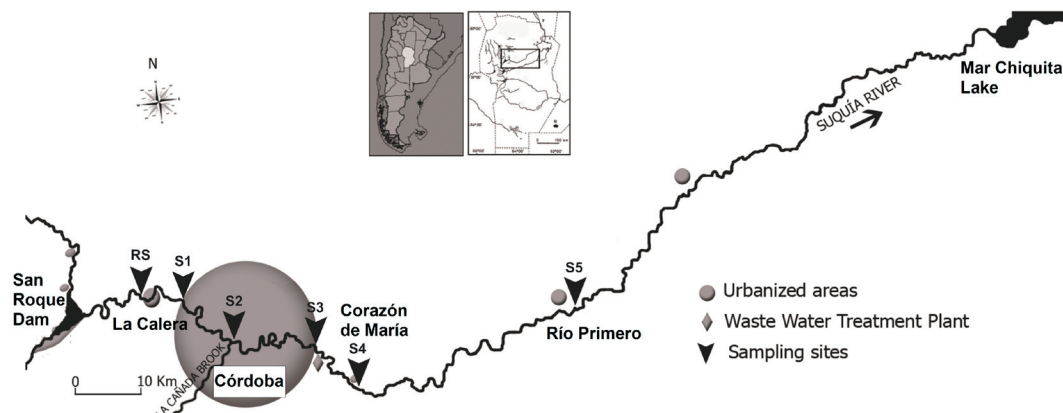 N
Mar Chiquita
Lake
SUQUÍA RIVER
RS
S1
San
Roque
Dam
La Calera
S2
S3
Corazón
de María
S4
S5
Río Primero
Córdoba
LA CAÑADA BROOK
0
10 Km
Urbanized areas
Waste Water Treatment Plant
Sampling sites